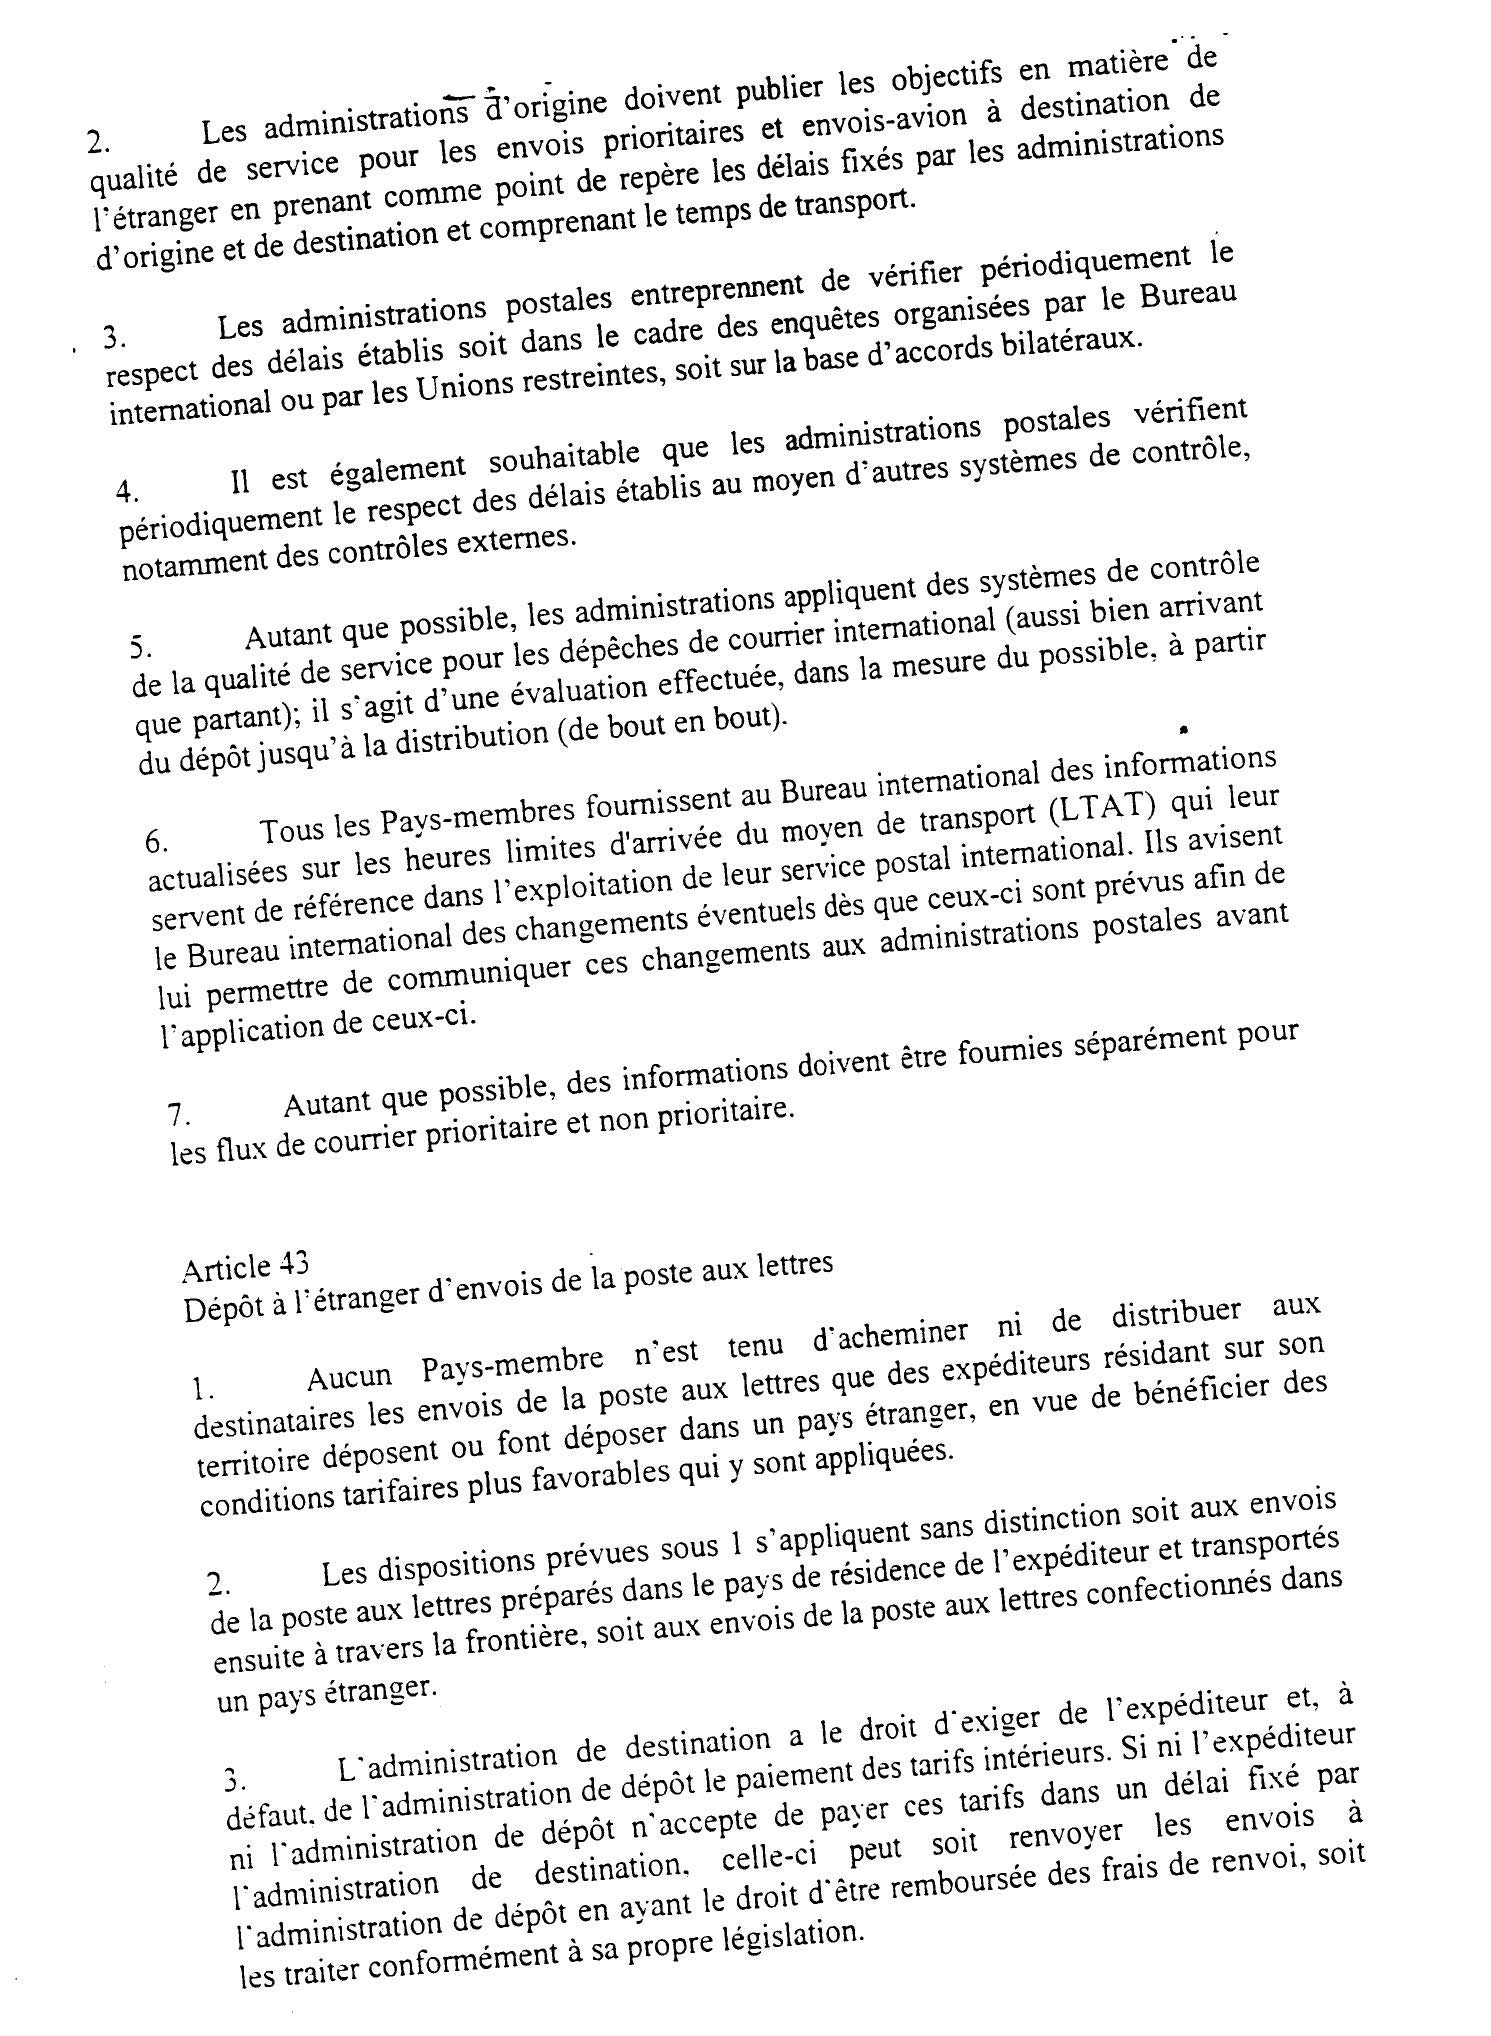 2. Les administrations d'origine doivent publier les objectifs en matière de
qualité de service pour les envois prioritaires et envois-avion à destination de
l'étranger en prenant comme point de repère les délais fixés par les administrations
d'origine et de destination et comprenant le temps de transport.
3. Les administrations postales entreprennent de vérifier périodiquement le
respect des délais établis soit dans le cadre des enquêtes organisées par le Bureau
international ou par les Unions restreintes, soit sur la base d'accords bilatéraux.
4. Il est également souhaitable que les administrations postales vérifient
périodiquement le respect des délais établis au moyen d'autres systèmes de contrôle,
notamment des contrôles externes.
5. Autant que possible, les administrations appliquent des systèmes de contrôle
de la qualité de service pour les dépêches de courrier international (aussi bien arrivant
que partant); il s'agit d'une évaluation effectuée, dans la mesure du possible, à partir
du dépôt jusqu'à la distribution (de bout en bout).
6. Tous les Pays-membres fournissent au Bureau international des informations
actualisées sur les heures limites d'arrivée du moyen de transport (LTAT) qui leur
servent de référence dans l'exploitation de leur service postal international. Ils avisent
le Bureau international des changements éventuels dès que ceux-ci sont prévus afin de
lui permettre de communiquer ces changements aux administrations postales avant
l'application de ceux-ci.
7. Autant que possible, des informations doivent être fournies séparément pour
les flux de courrier prioritaire et non prioritaire.
Article 43
Dépôt à l'étranger d'envois de la poste aux lettres
1. Aucun Pays-membre n'est tenu d'acheminer ni de distribuer aux
destinataires les envois de la poste aux lettres que des expéditeurs résidant sur son
territoire déposent ou font déposer dans un pays étranger, en vue de bénéficier des
conditions tarifaires plus favorables qui y sont appliquées.
2. Les dispositions prévues sous 1 s'appliquent sans distinction soit aux envois
de la poste aux lettres préparés dans le pays de résidence de l'expéditeur et transportés
ensuite à travers la frontière, soit aux envois de la poste aux lettres confectionnés dans
un pays étranger.
3. L'administration de destination a le droit d'exiger de l'expéditeur et, à
défaut, de l'administration de dépôt le paiement des tarifs intérieurs. Si ni l'expéditeur
ni l'administration de dépôt n'accepte de payer ces tarifs dans un délai fixé par
l'administration de destination, celle-ci peut soit renvoyer les envois à
l'administration de dépôt en ayant le droit d'être remboursée des frais de renvoi, soit
les traiter conformément à sa propre législation.